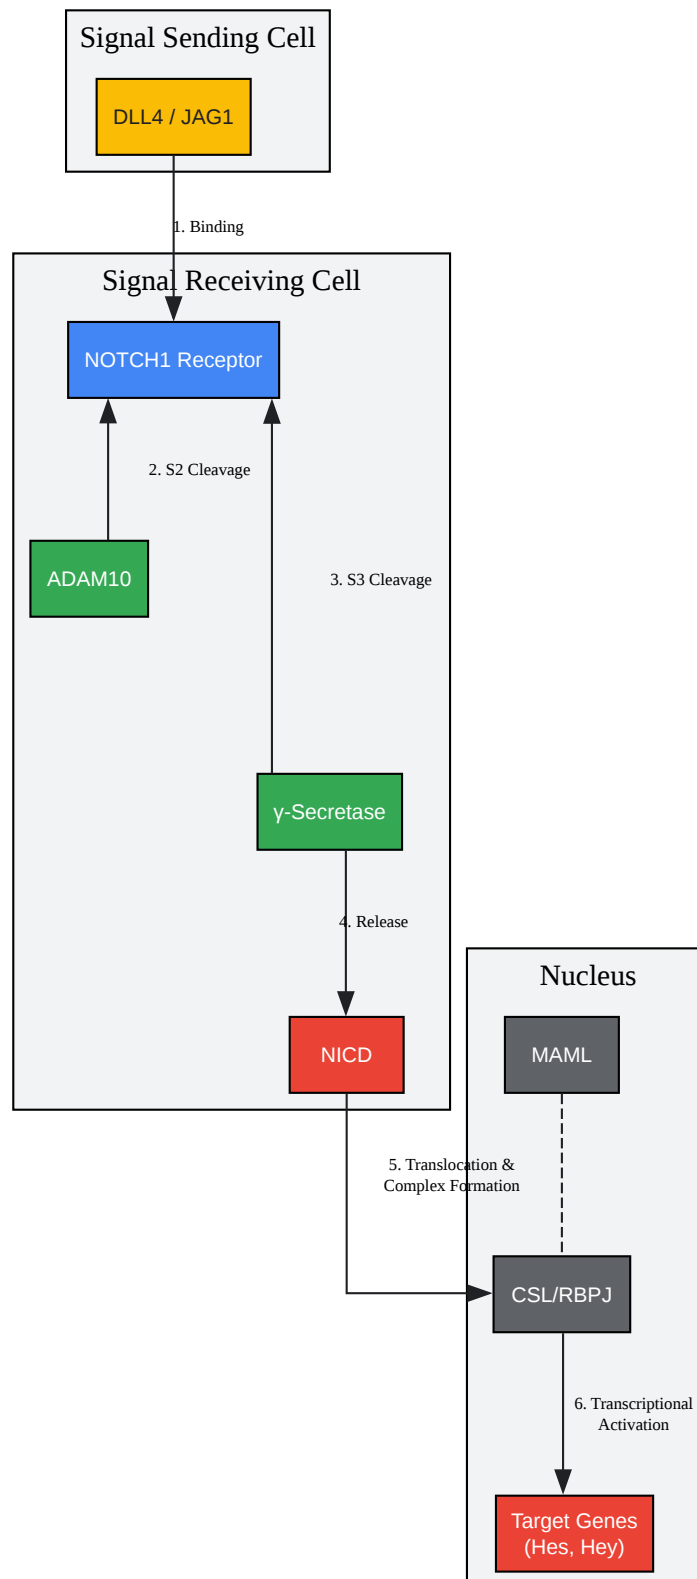 Signal Sending Cell
DLL4 / JAG1
1. Binding
Signal Receiving Cell
NOTCH1 Receptor
2. S2 Cleavage
ADAM10
3. S3 Cleavage
γ-Secretase
4. Release
Nucleus
NICD
MAML
5. Translocation &
Complex Formation
CSL/RBPJ
6. Transcriptional
Activation
Target Genes
(Hes, Hey)